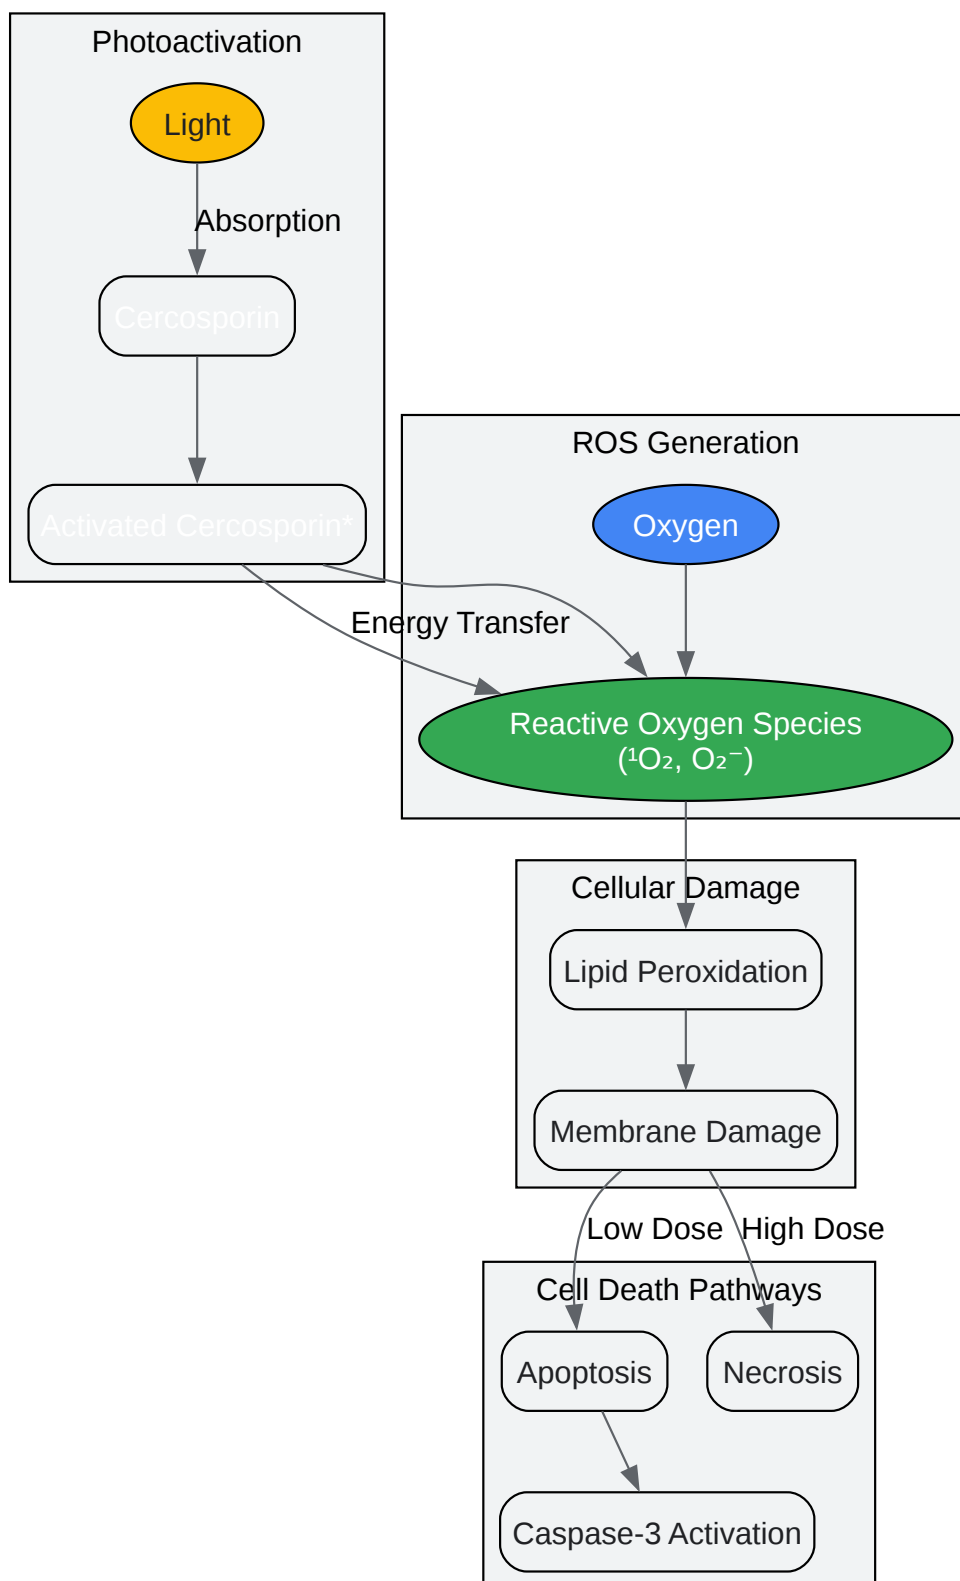 Photoactivation
Light
Absorption
Cercosporin
Activated Cercosporin*
ROS Generation
Oxygen
Energy Transfer
Reactive Oxygen Species
(¹O₂, O₂⁻)
Cellular Damage
Lipid Peroxidation
Membrane Damage
Low Dose
High Dose
Cell Death Pathways
Apoptosis
Necrosis
Caspase-3 Activation